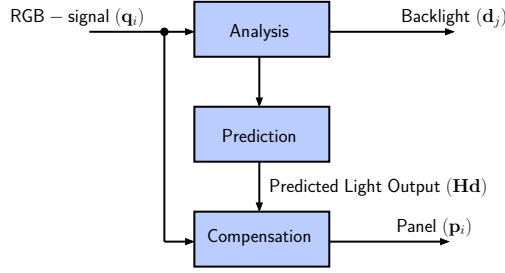 RGB − signal (q_i)
Backlight (d_j)
Analysis
Prediction
Predicted Light Output (Hd)
Panel (p_i)
Compensation